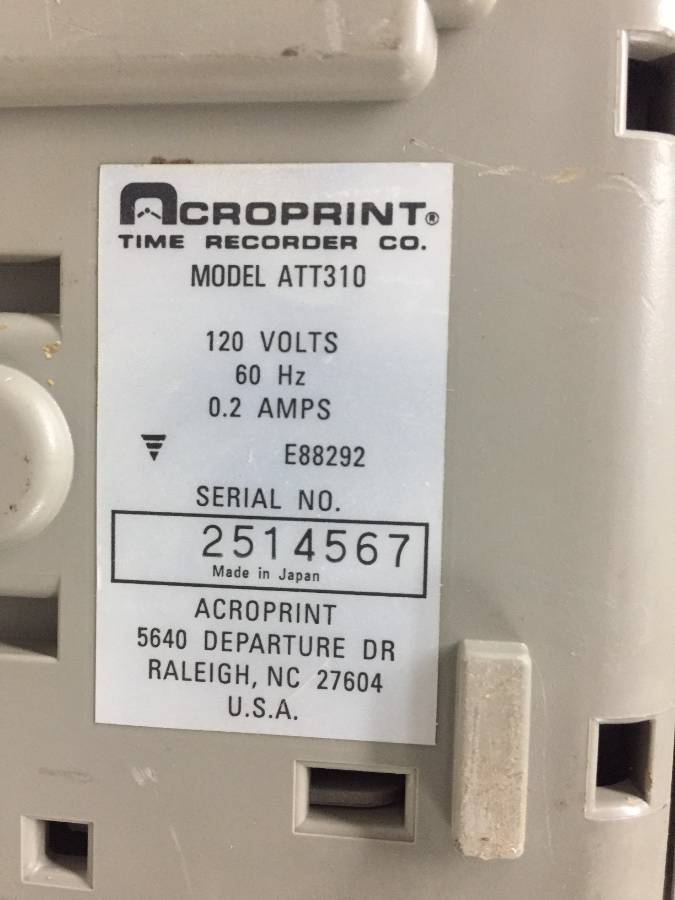 ACROPRINT®
TIME RECORDER CO.
MODEL ATT310
120 VOLTS
60 Hz
0.2 AMPS
E88292
SERIAL NO.
2514567
Made in Japan
ACROPRINT
5640 DEPARTURE DR
RALEIGH, NC 27604
U.S.A.